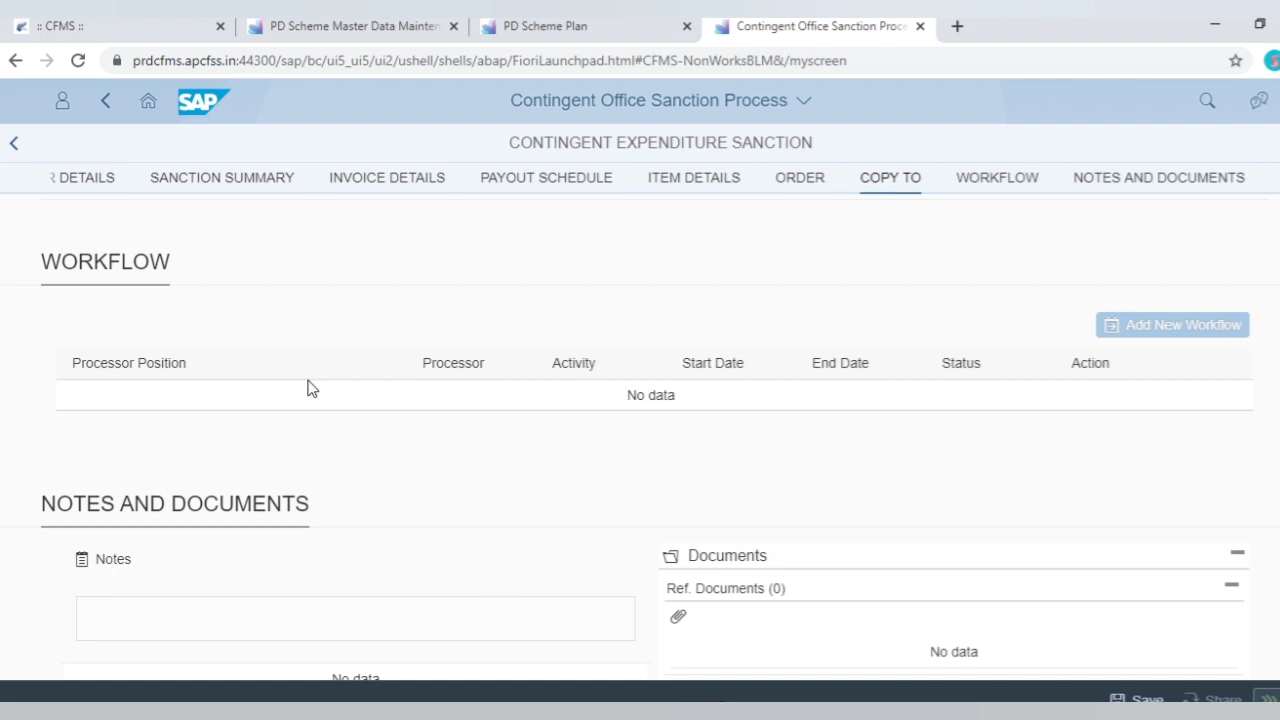 :: CFMS ::
PD Scheme Master Data Mainten
PD Scheme Plan
Contingent Office Sanction Proce
prdcfms.apcfss.in:44300/sap/bc/ui5_ui5/ui2/ushell/shells/abap/FioriLaunchpad.html#CFMS-NonWorksBLM&/myscreen
SAP
Contingent Office Sanction Process
CONTINGENT EXPENDITURE SANCTION
DETAILS SANCTION SUMMARY INVOICE DETAILS PAYOUT SCHEDULE ITEM DETAILS ORDER COPY TO WORKFLOW NOTES AND DOCUMENTS
WORKFLOW
Add New Workflow
Processor Position Processor Activity Start Date End Date Status Action
No data
NOTES AND DOCUMENTS
Notes
Documents
Ref. Documents (0)
No data
No data
Save Share